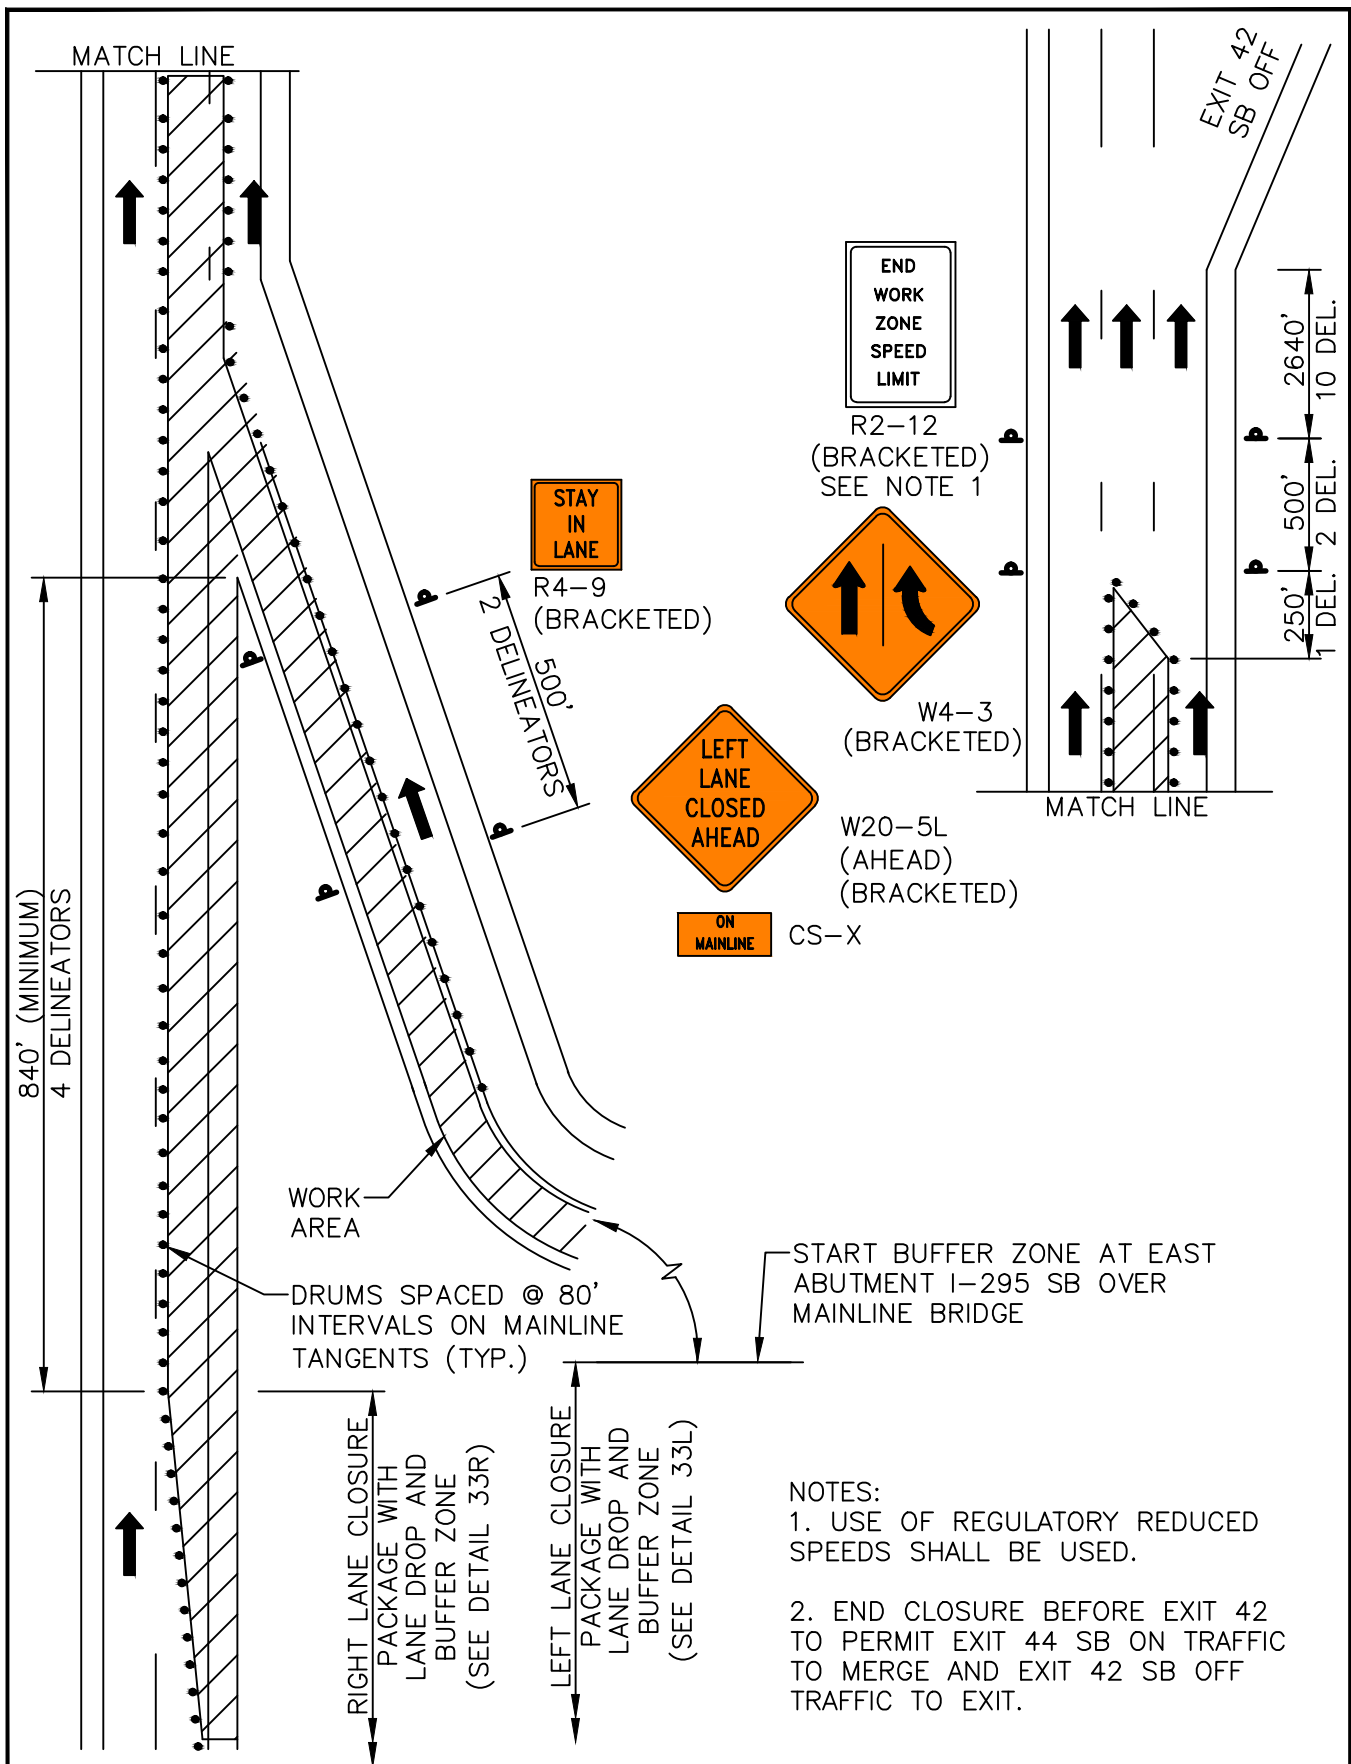 MATCH LINE
EXIT 42
SB OFF
END
WORK
ZONE
SPEED
LIMIT
R2-12
(BRACKETED)
SEE NOTE 1
2640'
10 DEL.
500'
2 DEL.
250'
1 DEL.
STAY
IN
LANE
R4-9
(BRACKETED)
500'
2 DELINEATORS
W4-3
(BRACKETED)
MATCH LINE
LEFT
LANE
CLOSED
AHEAD
W20-5L
(AHEAD)
(BRACKETED)
ON
MAINLINE
CS-X
840' (MINIMUM)
4 DELINEATORS
WORK
AREA
DRUMS SPACED @ 80'
INTERVALS ON MAINLINE
TANGENTS (TYP.)
START BUFFER ZONE AT EAST
ABUTMENT I-295 SB OVER
MAINLINE BRIDGE
RIGHT LANE CLOSURE
PACKAGE WITH
LANE DROP AND
BUFFER ZONE
(SEE DETAIL 33R)
LEFT LANE CLOSURE
PACKAGE WITH
LANE DROP AND
BUFFER ZONE
(SEE DETAIL 33L)
NOTES:
1. USE OF REGULATORY REDUCED
SPEEDS SHALL BE USED.
2. END CLOSURE BEFORE EXIT 42
TO PERMIT EXIT 44 SB ON TRAFFIC
TO MERGE AND EXIT 42 SB OFF
TRAFFIC TO EXIT.